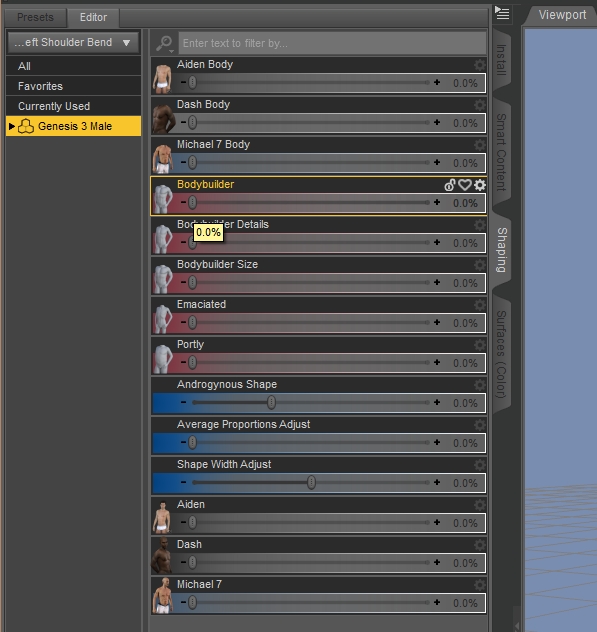 Presets
Editor
Viewport
...eft Shoulder Bend
Enter text to filter by...
All
Favorites
Currently Used
Genesis 3 Male
Aiden Body
0.0%
Dash Body
0.0%
Michael 7 Body
0.0%
Bodybuilder
0.0%
Bodybuilder Details
0.0%
0.0%
Bodybuilder Size
0.0%
Emaciated
0.0%
Portly
0.0%
Androgynous Shape
0.0%
Average Proportions Adjust
0.0%
Shape Width Adjust
0.0%
Aiden
0.0%
Dash
0.0%
Michael 7
0.0%
Install
Smart Content
Shaping
Surfaces (Color)